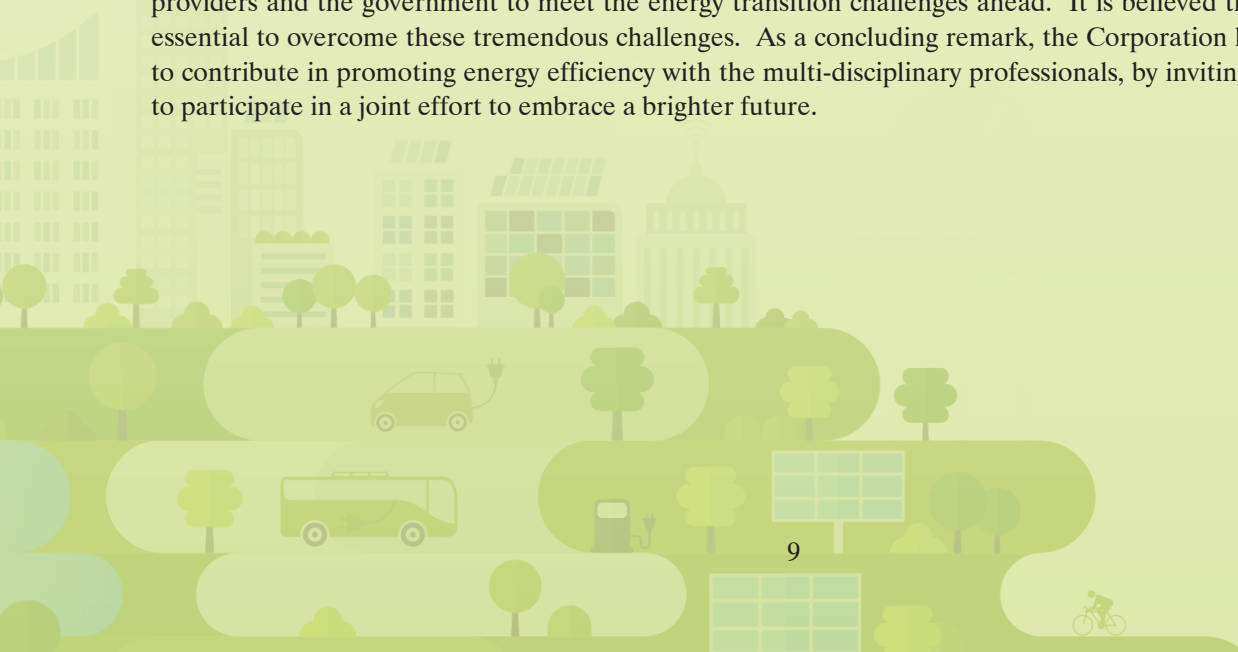 providers and the government to meet the energy transition challenges ahead. It is believed
essential to overcome these tremendous challenges. As a concluding remark, the Corporation
to contribute in promoting energy efficiency with the multi-disciplinary professionals, by inviting
to participate in a joint effort to embrace a brighter future.
9